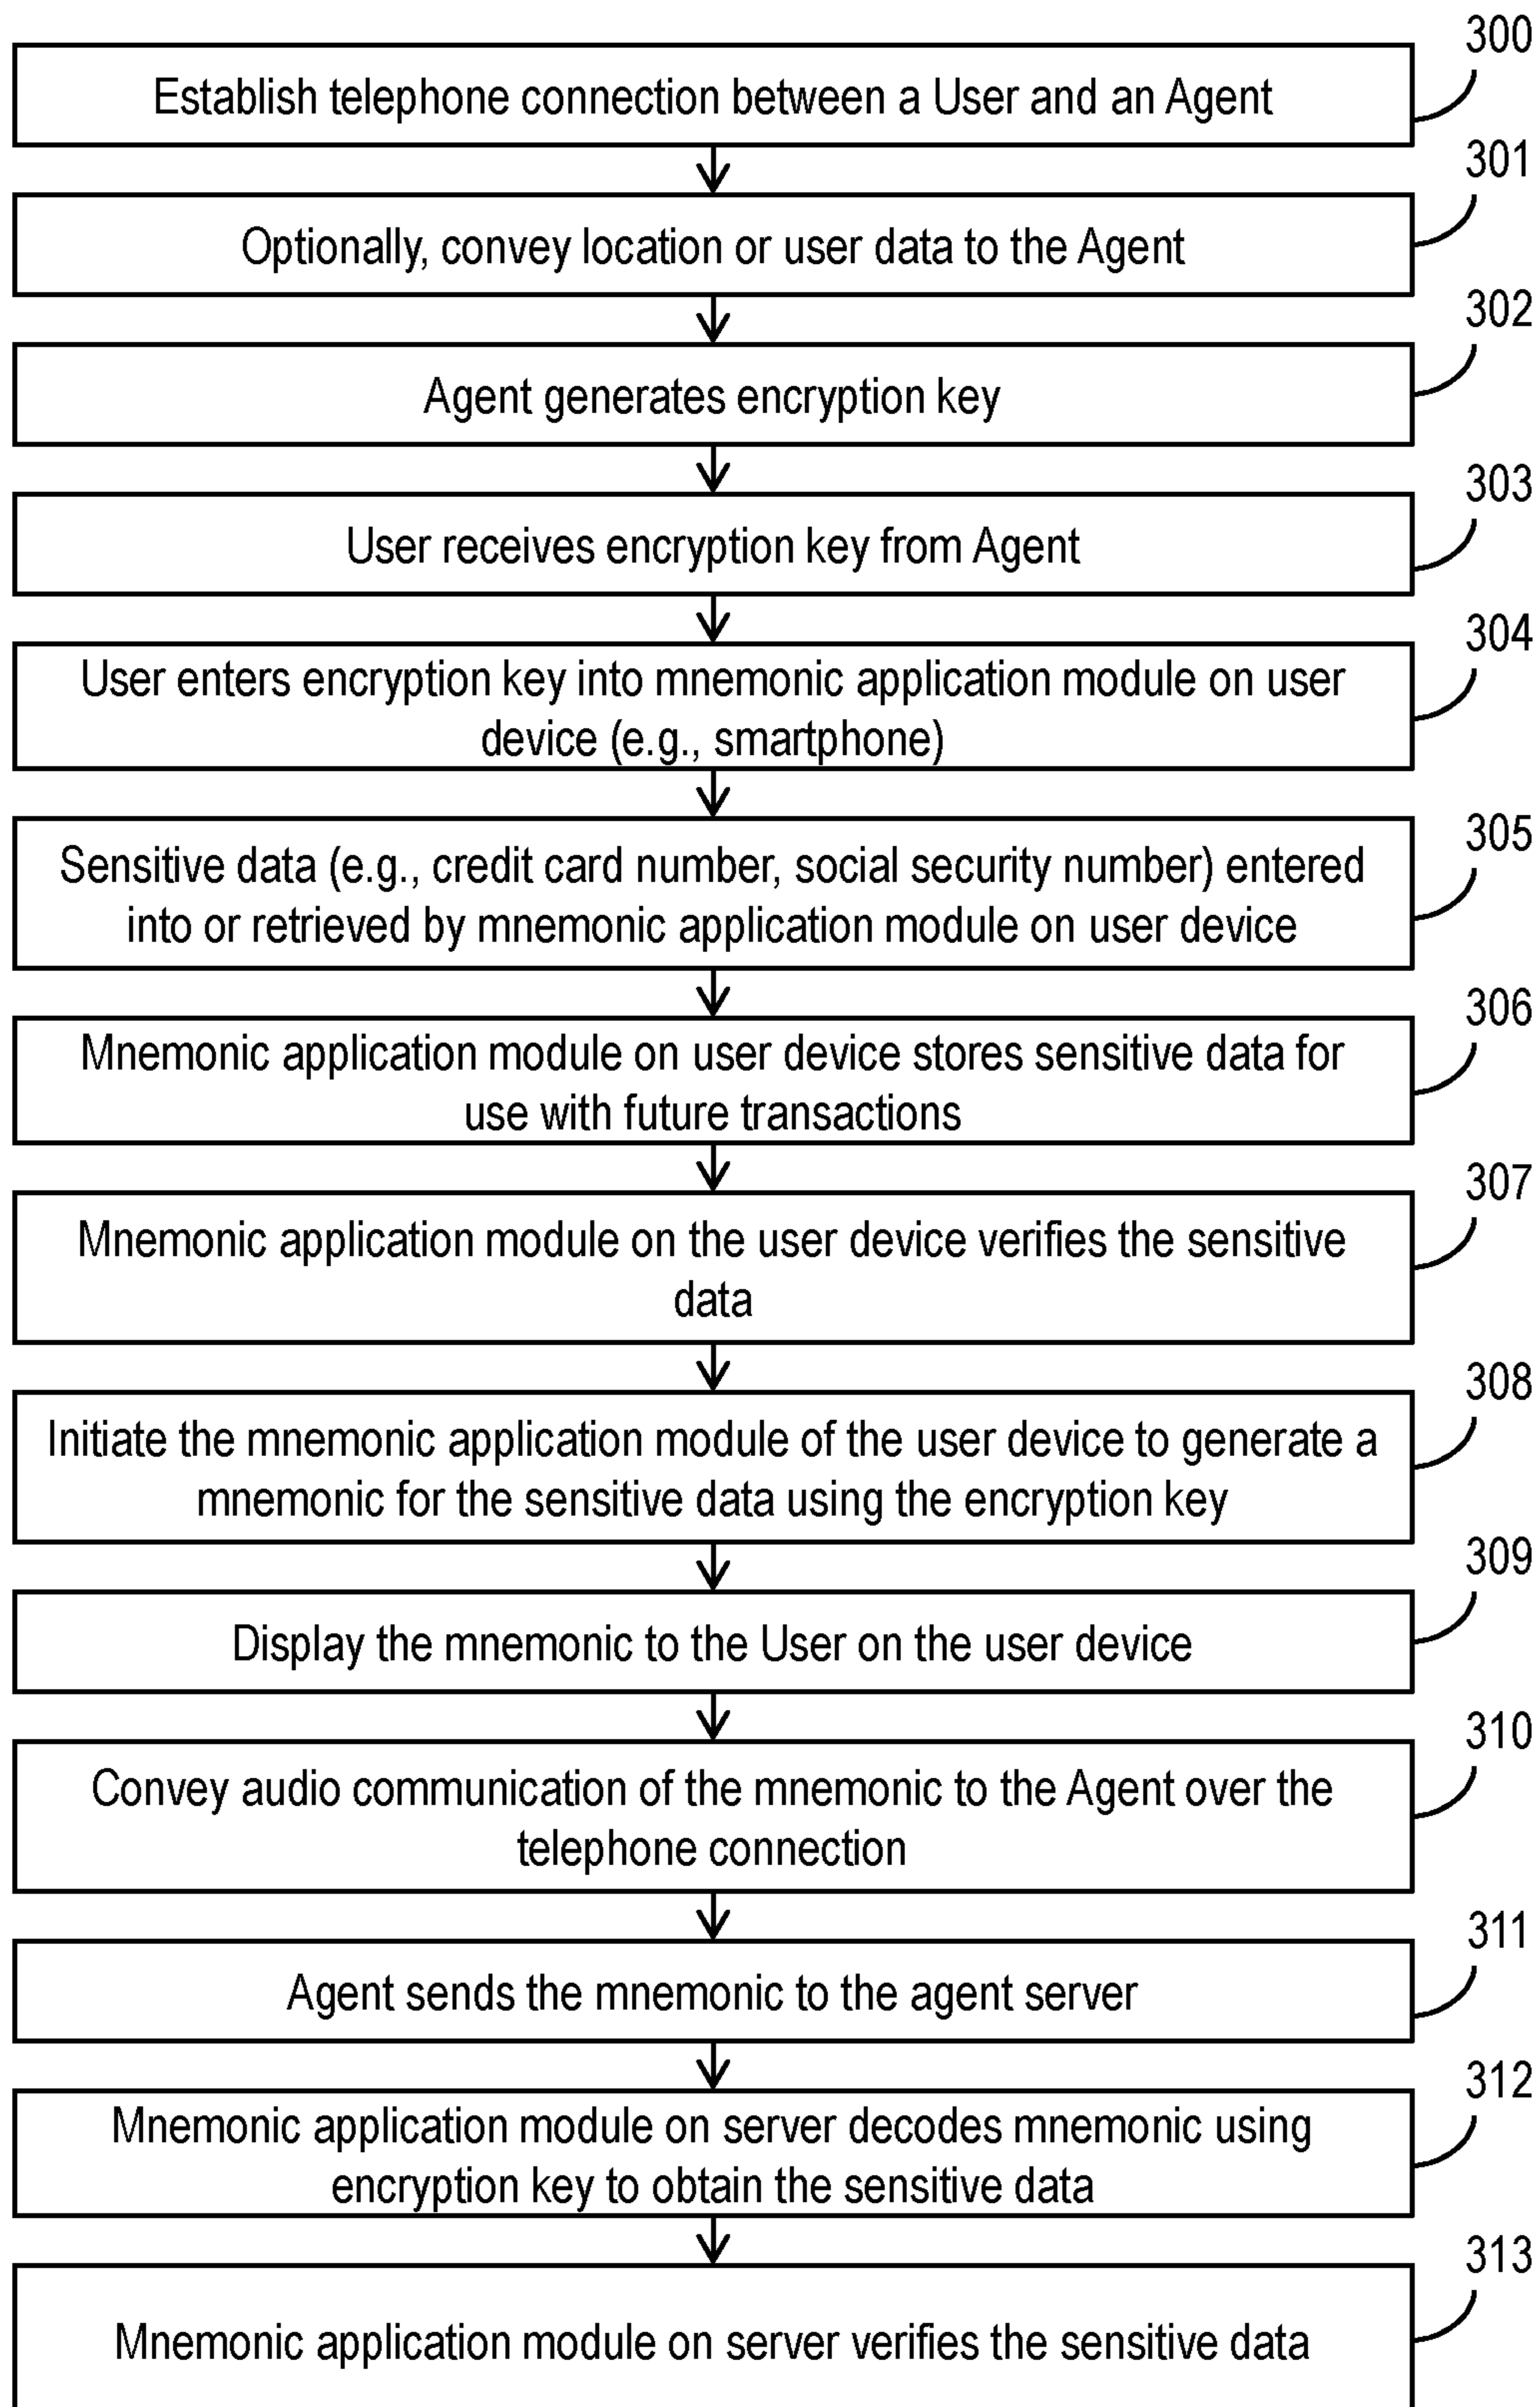 300
Establish telephone connection between a User and an Agent
301
Optionally, convey location or user data to the Agent
302
Agent generates encryption key
303
User receives encryption key from Agent
304
User enters encryption key into mnemonic application module on user
device (e.g., smartphone)
305
Sensitive data (e.g., credit card number, social security number) entered
into or retrieved by mnemonic application module on user device
306
Mnemonic application module on user device stores sensitive data for
use with future transactions
307
Mnemonic application module on the user device verifies the sensitive
data
308
Initiate the mnemonic application module of the user device to generate a
mnemonic for the sensitive data using the encryption key
309
Display the mnemonic to the User on the user device
310
Convey audio communication of the mnemonic to the Agent over the
telephone connection
311
Agent sends the mnemonic to the agent server
312
Mnemonic application module on server decodes mnemonic using
encryption key to obtain the sensitive data
313
Mnemonic application module on server verifies the sensitive data